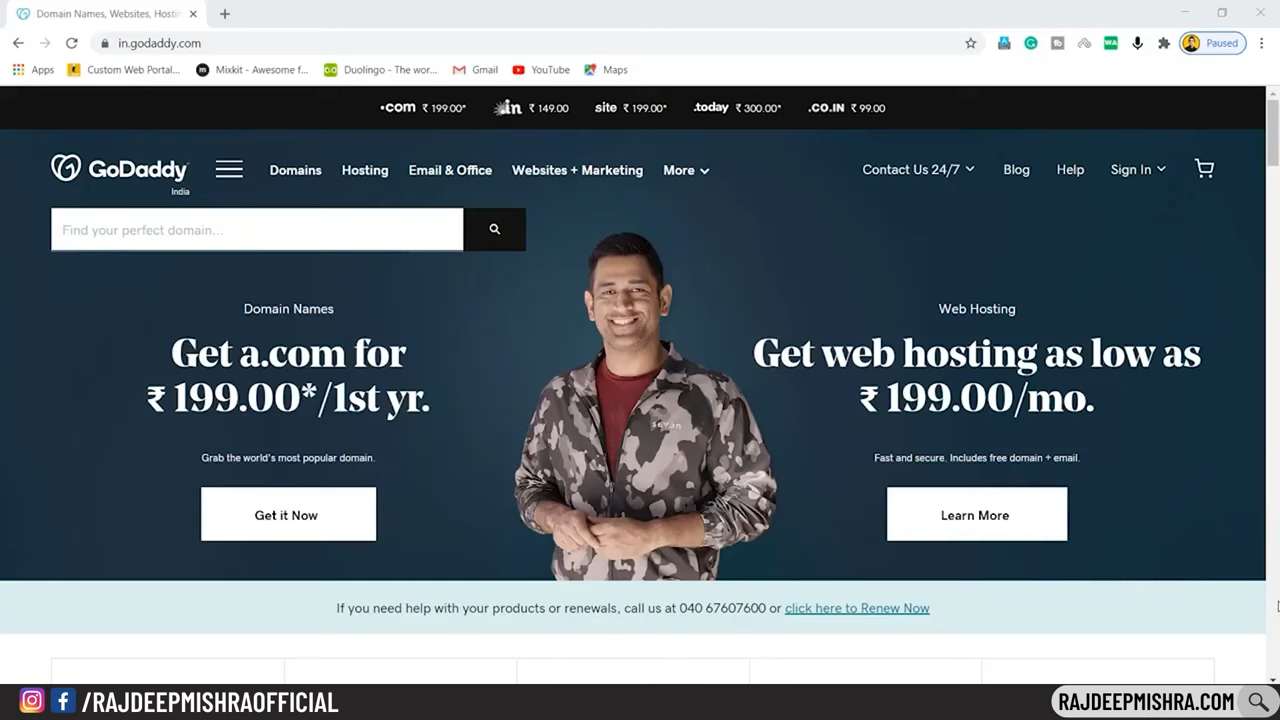 Domain Names, Websites, Hostin
in.godaddy.com
Paused
Apps
Custom Web Portal...
Mixkit - Awesome f...
Duolingo - The wor...
Gmail
YouTube
Maps
.com ₹ 199.00*
.in ₹ 149.00
site ₹ 199.00*
.today ₹ 300.00*
.CO.IN ₹ 99.00
GoDaddy
India
Domains
Hosting
Email & Office
Websites + Marketing
More
Contact Us 24/7
Blog
Help
Sign In
Find your perfect domain...
Domain Names
Get a.com for
₹ 199.00*/1st yr.
Grab the world's most popular domain.
Get it Now
Web Hosting
Get web hosting as low as
₹ 199.00/mo.
Fast and secure. Includes free domain + email.
Learn More
If you need help with your products or renewals, call us at 040 67607600 or click here to Renew Now
/RAJDEEPMISHRAOFFICIAL
RAJDEEPMISHRA.COM